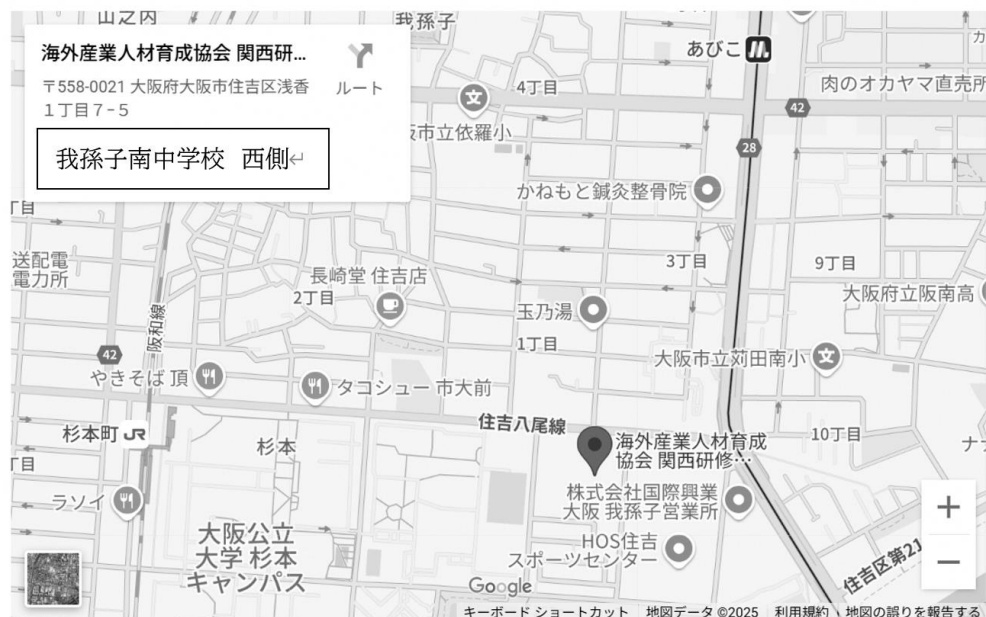 山之内
我孫子
海外産業人材育成協会 関西研...
ルート
〒558-0021 大阪府大阪市住吉区浅香
1丁目7−5
我孫子南中学校 西側↵
あびこ
4丁目
肉のオカヤマ直売所
42
市立依羅小
28
かねもと鍼灸整骨院
丁目
送配電
電力所
3丁目
9丁目
長崎堂 住吉店
2丁目
大阪府立阪南高
阪和線
玉乃湯
1丁目
42
大阪市立苅田南小
文
文
やきそば 頂
タコシュー 市大前
住吉八尾線
杉本町 JR
杉本
10丁目
海外産業人材育成
協会 関西研修…
丁目
ラソイ
株式会社国際興業
大阪 我孫子営業所
大阪公立
大学 杉本
キャンパス
HOS住吉
スポーツセンター
住吉区第21
+
−
Google
キーボード ショートカット
地図データ ©2025
利用規約
地図の誤りを報告する